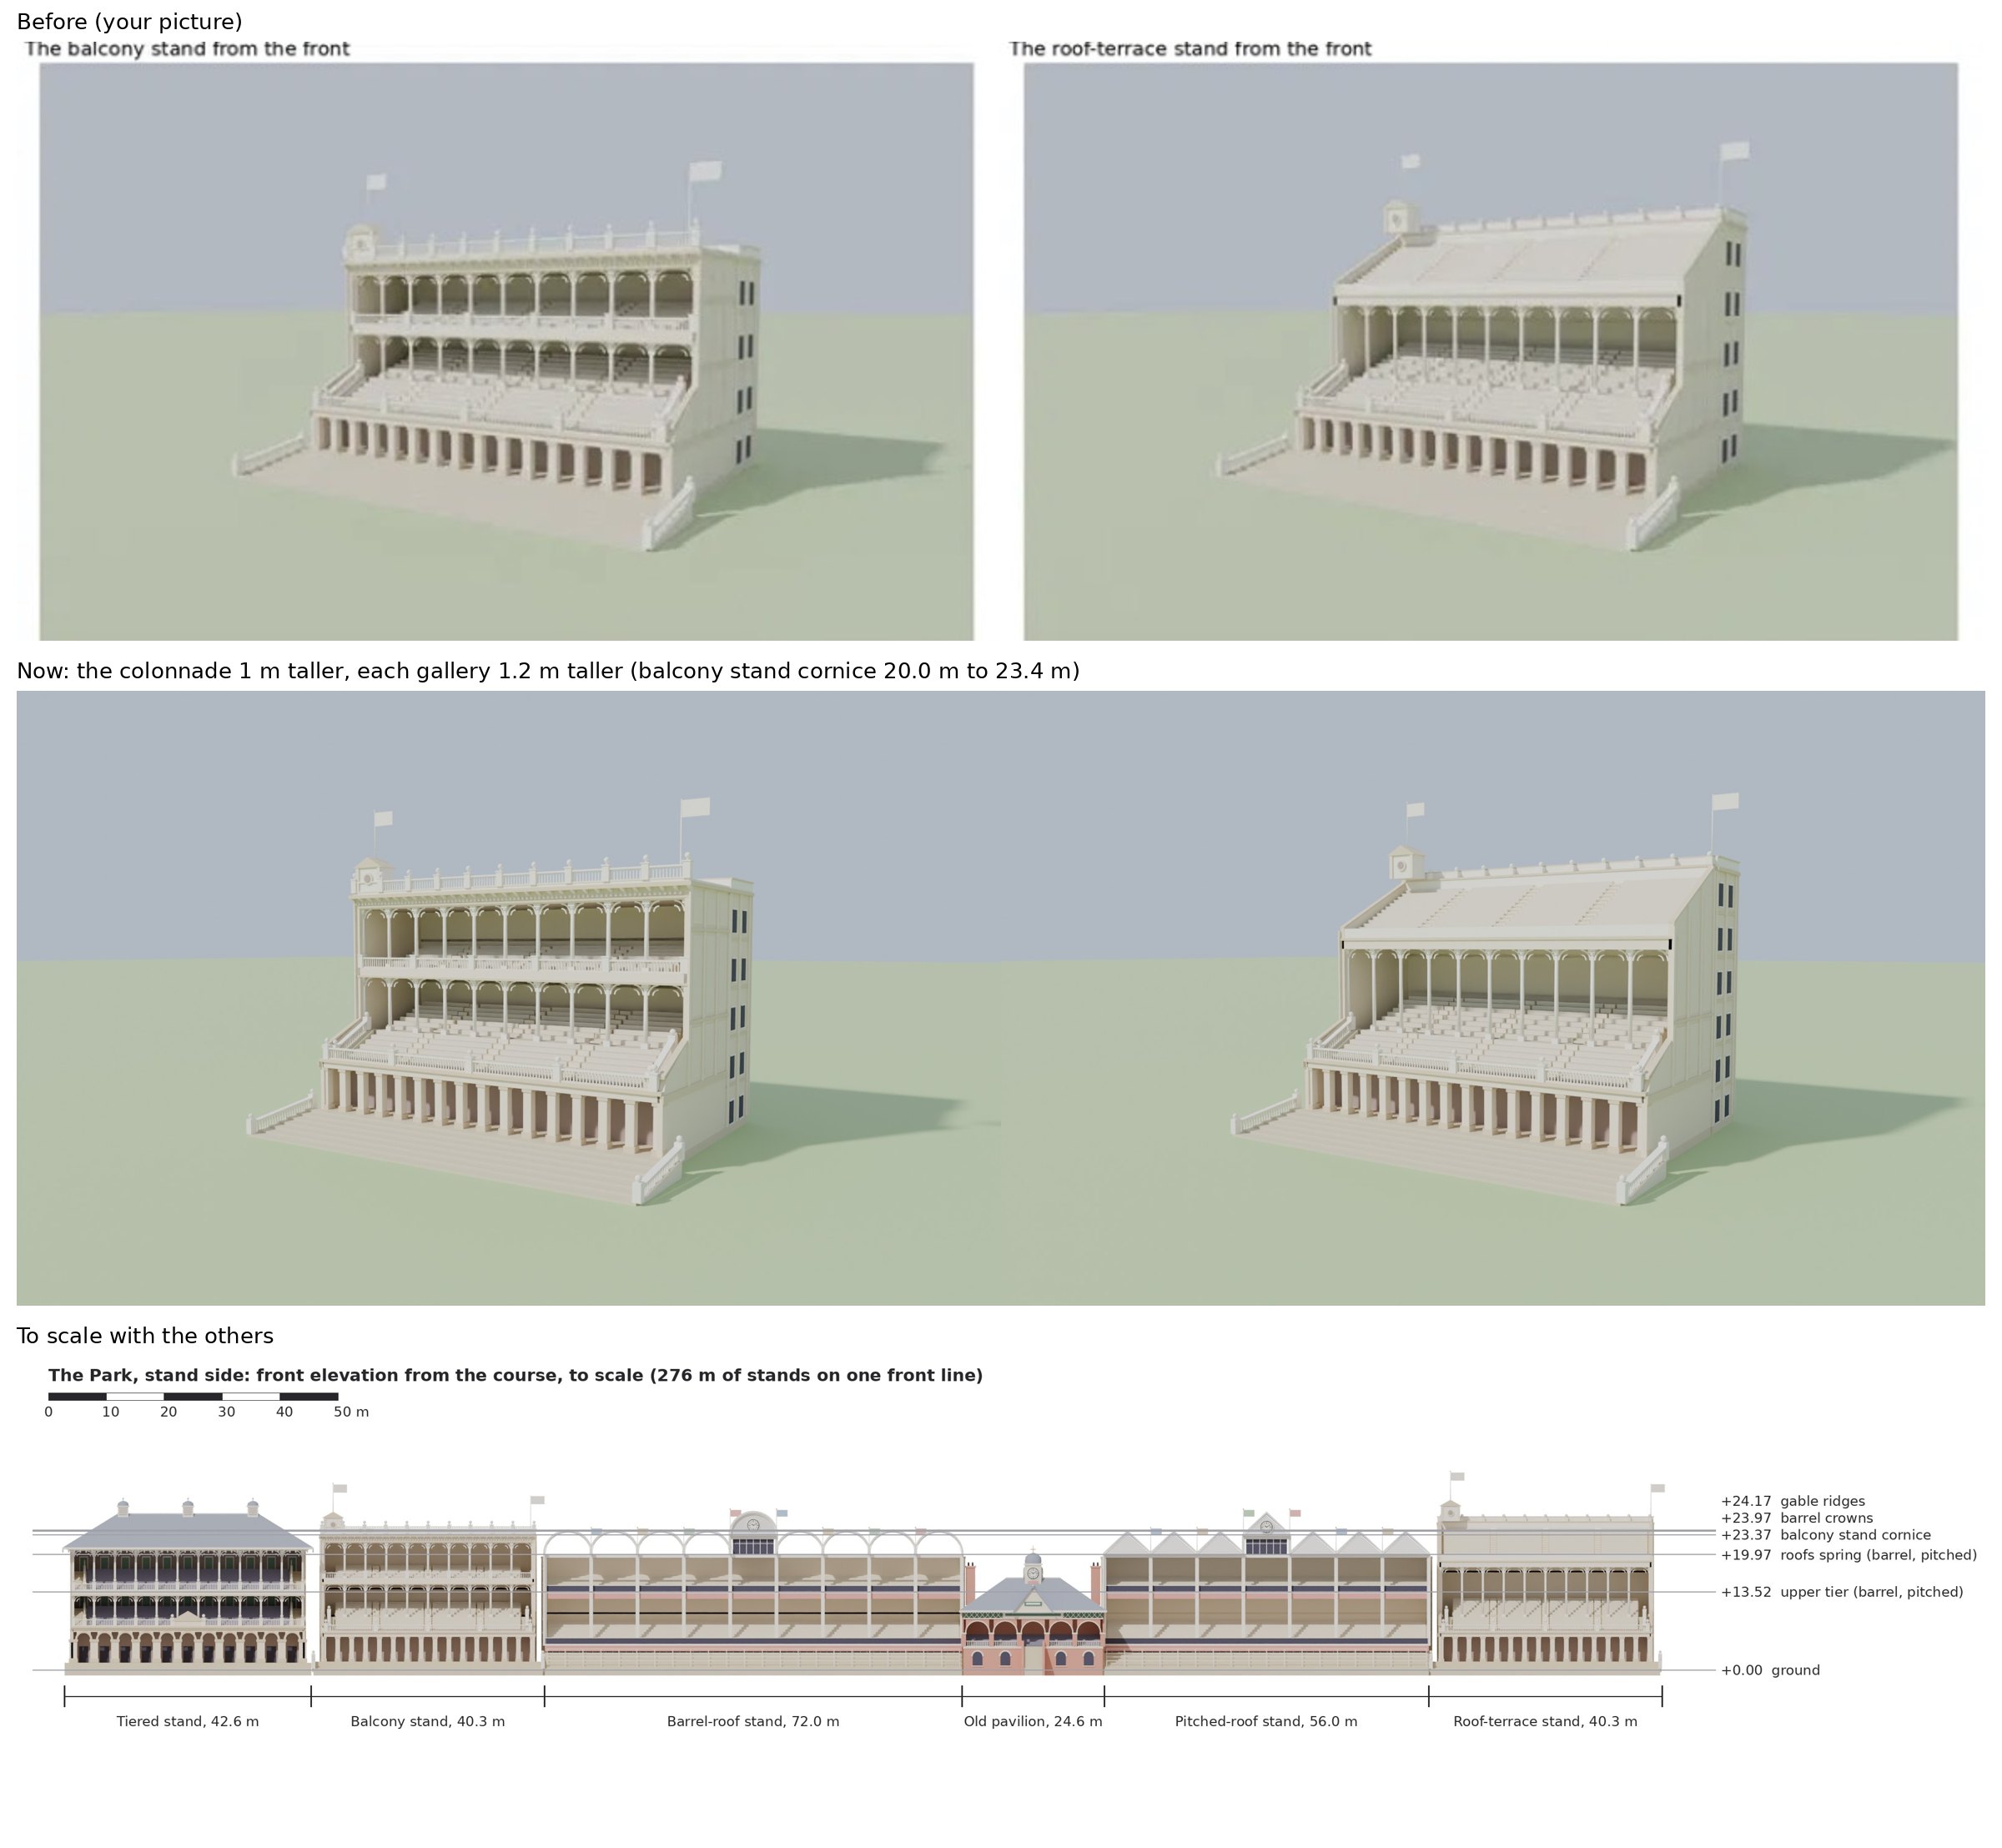 Before (your picture)
The balcony stand from the front
The roof-terrace stand from the front
Now: the colonnade 1 m taller, each gallery 1.2 m taller (balcony stand cornice 20.0 m to 23.4 m)
To scale with the others
The Park, stand side: front elevation from the course, to scale (276 m of stands on one front line)
0 10 20 30 40 50 m
+24.17 gable ridges
+23.97 barrel crowns
+23.37 balcony stand cornice
+19.97 roofs spring (barrel, pitched)
+13.52 upper tier (barrel, pitched)
+0.00 ground
Tiered stand, 42.6 m
Balcony stand, 40.3 m
Barrel-roof stand, 72.0 m
Old pavilion, 24.6 m
Pitched-roof stand, 56.0 m
Roof-terrace stand, 40.3 m